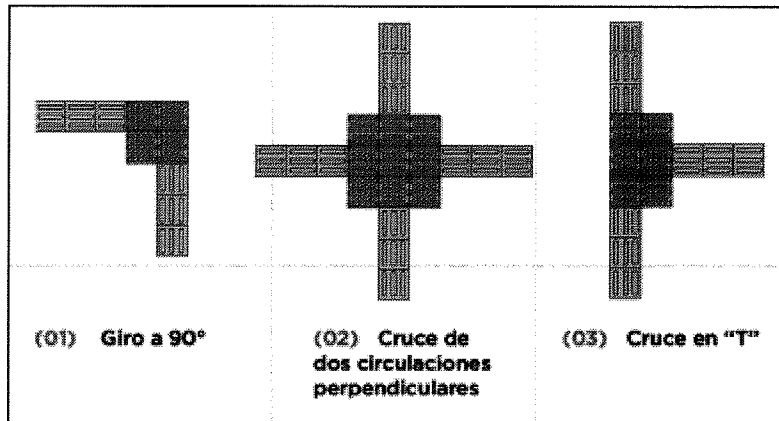 (01) Giro a 90°
(02) Cruce de
dos circulaciones
perpendiculares
(03) Cruce en "T"